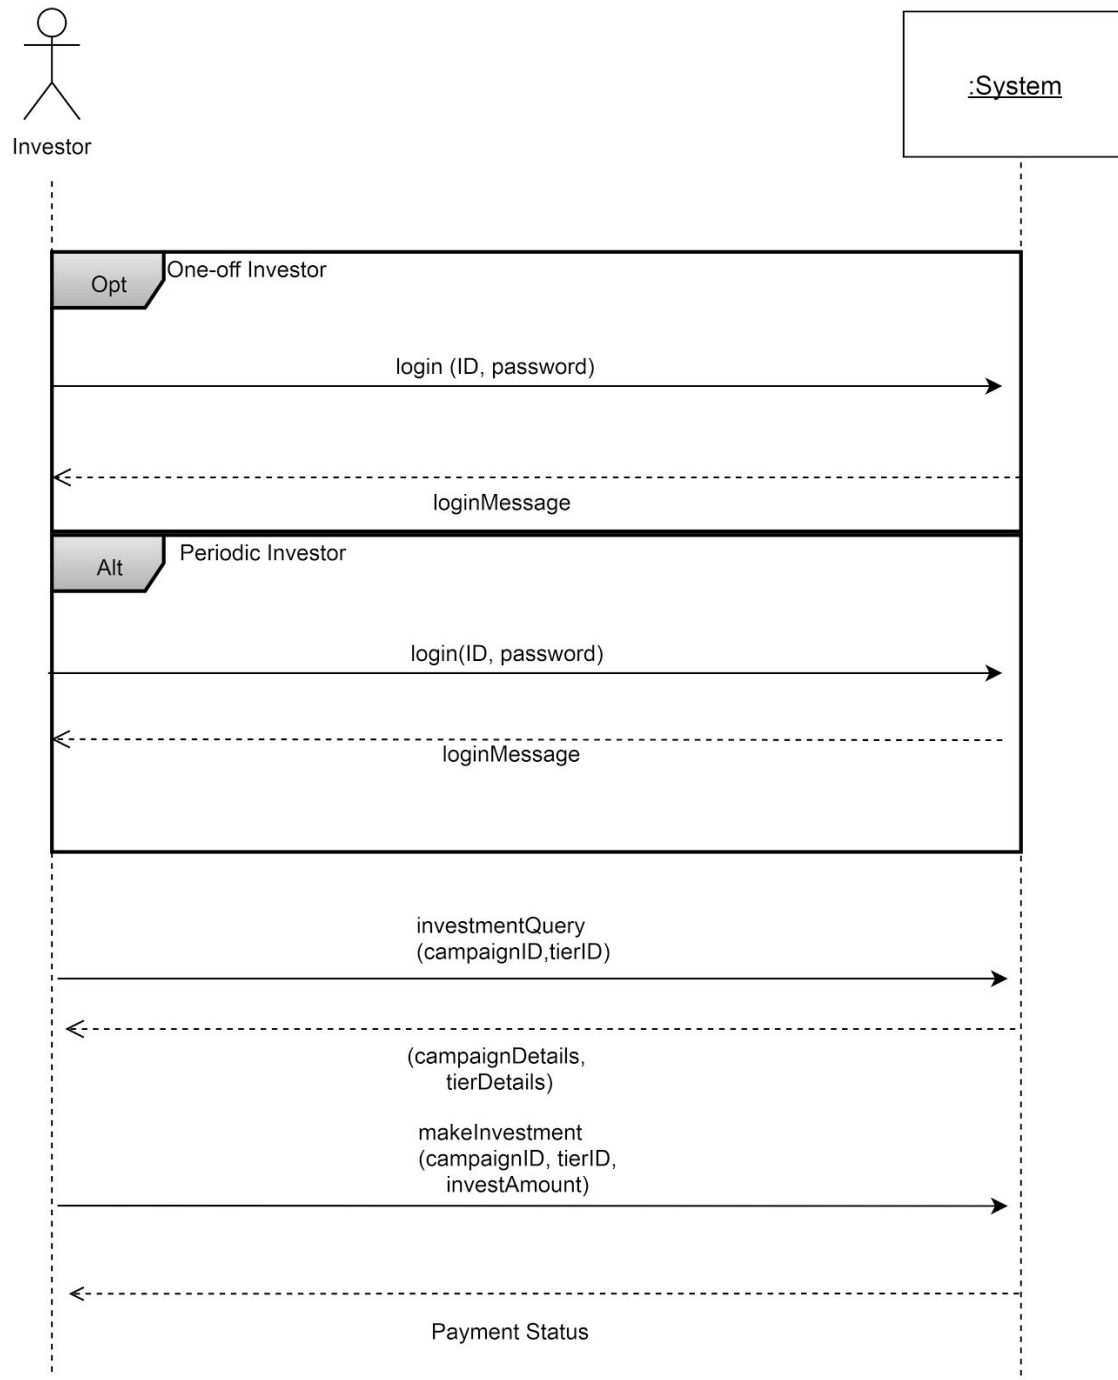 Investor
:System
Opt
One-off Investor
login (ID, password)
loginMessage
Alt
Periodic Investor
login(ID, password)
loginMessage
investmentQuery
(campaignID,tierID)
(campaignDetails,
tierDetails)
makeInvestment
(campaignID, tierID,
investAmount)
Payment Status